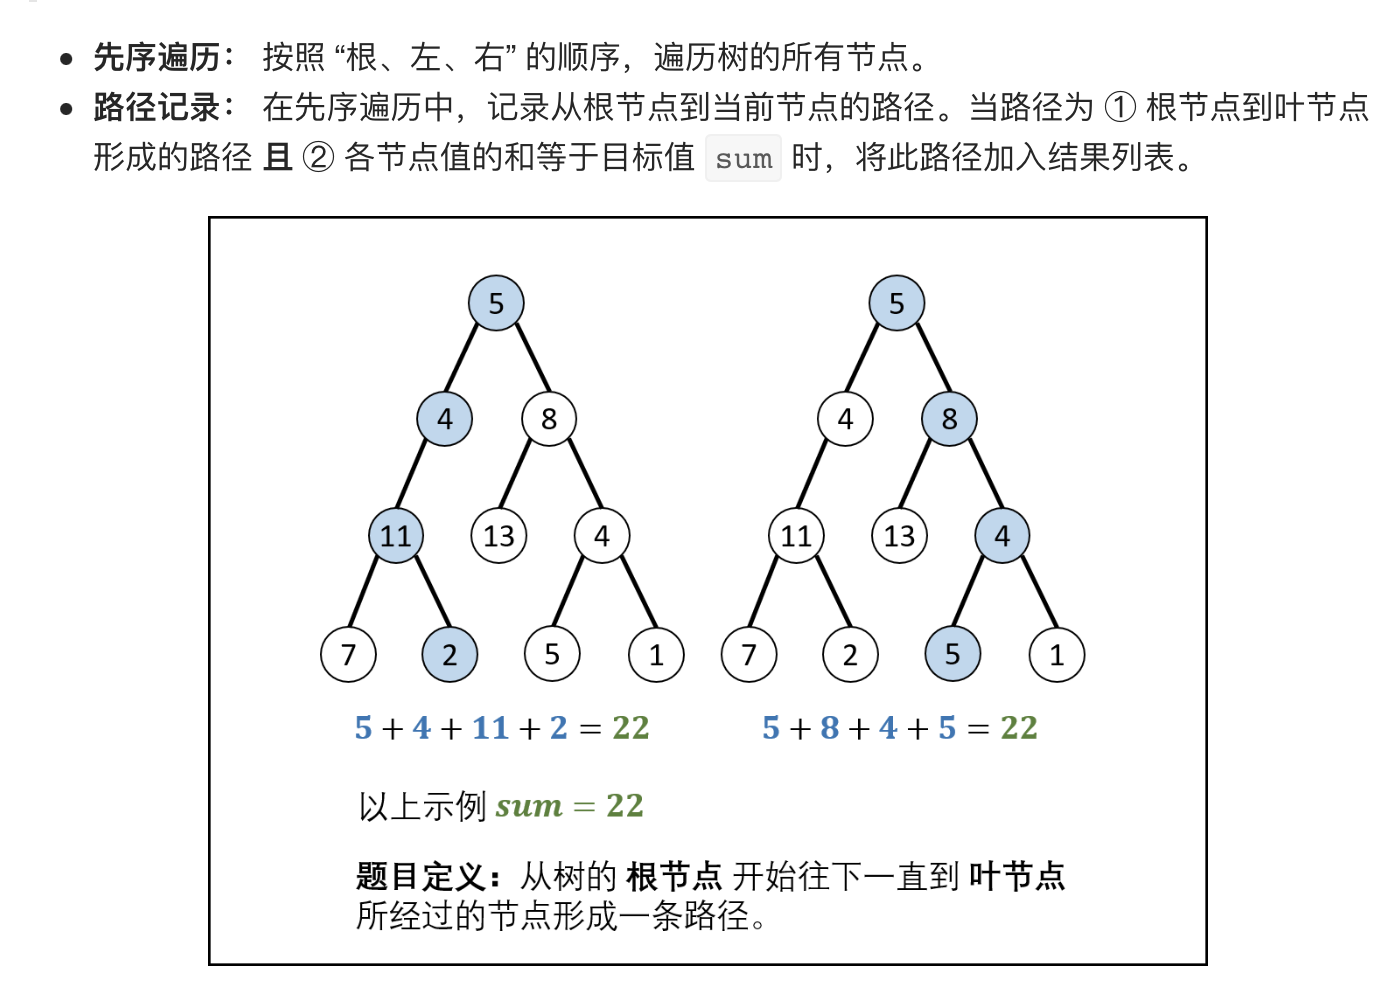 • 先序遍历： 按照 “根、左、右” 的顺序，遍历树的所有节点。
• 路径记录： 在先序遍历中，记录从根节点到当前节点的路径。当路径为 ① 根节点到叶节点
形成的路径 且 ② 各节点值的和等于目标值 sum 时，将此路径加入结果列表。
5 5
4 8 4 8
11 13 4 11 13 4
7 2 5 1 7 2 5 1
5 + 4 + 11 + 2 = 22 5 + 8 + 4 + 5 = 22
以上示例 sum = 22
题目定义：从树的 根节点 开始往下一直到 叶节点
所经过的节点形成一条路径。